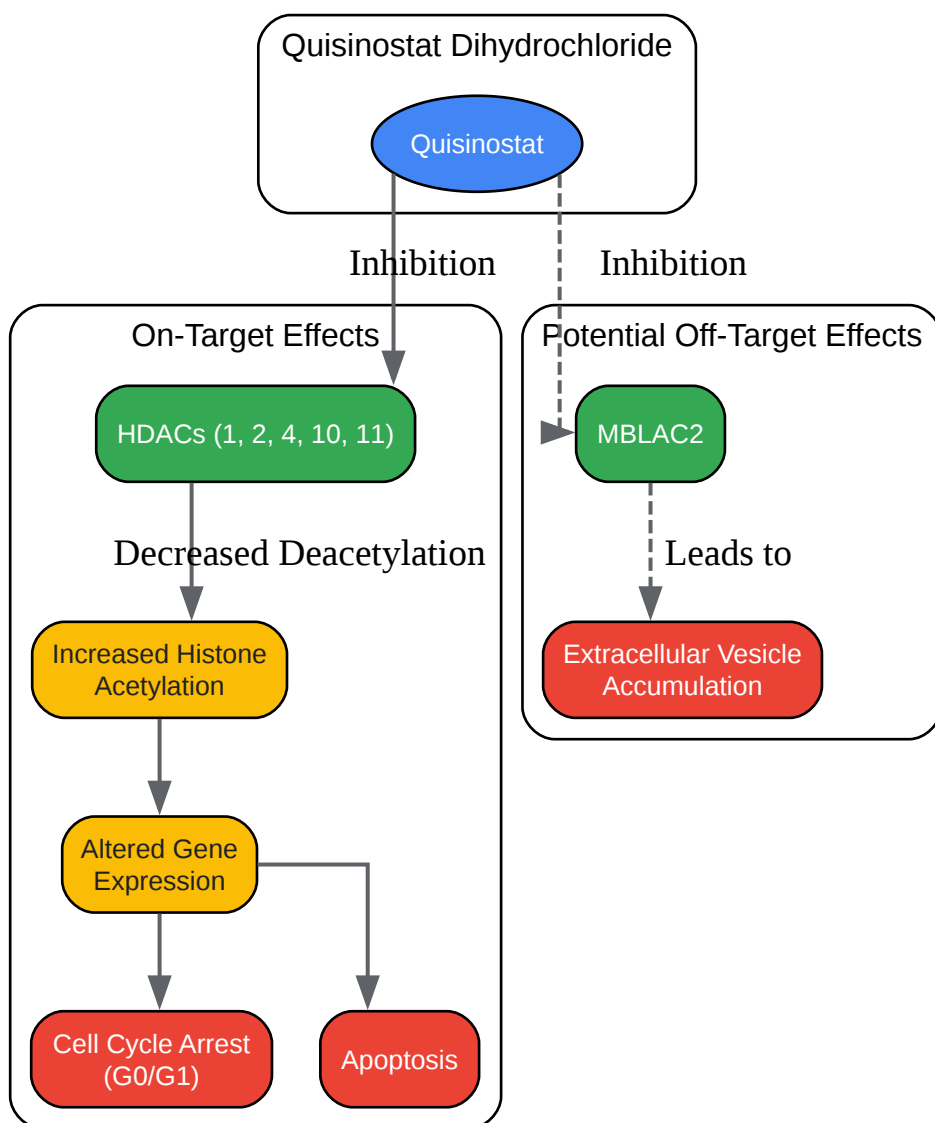 Quisinostat Dihydrochloride
Quisinostat
Inhibition
Inhibition
On-Target Effects
Potential Off-Target Effects
HDACs (1, 2, 4, 10, 11)
MBLAC2
Decreased Deacetylation
Leads to
Increased Histone
Acetylation
Extracellular Vesicle
Accumulation
Altered Gene
Expression
Cell Cycle Arrest
(G0/G1)
Apoptosis